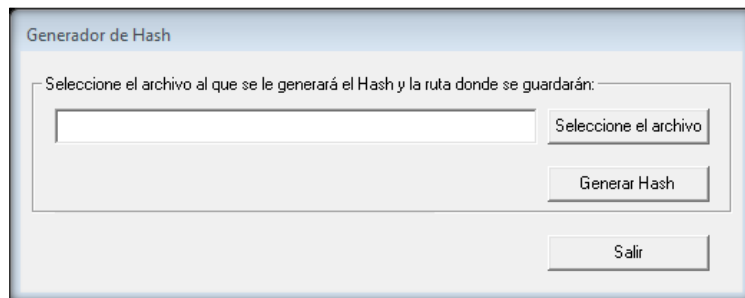 Generador de Hash
Seleccione el archivo al que se le generará el Hash y la ruta donde se guardarán:
Seleccione el archivo
Generar Hash
Salir